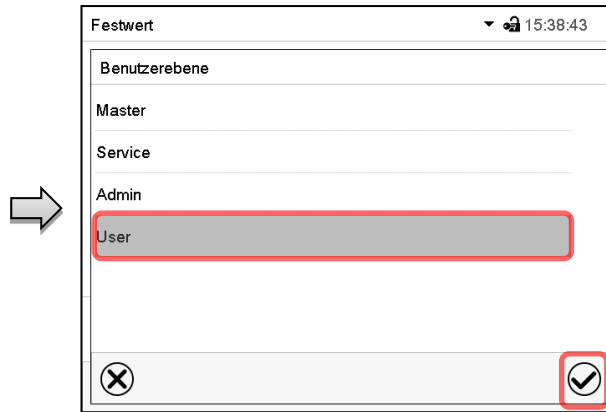 Festwert 15:38:43
Benutzerebene
Master
Service
Admin
User